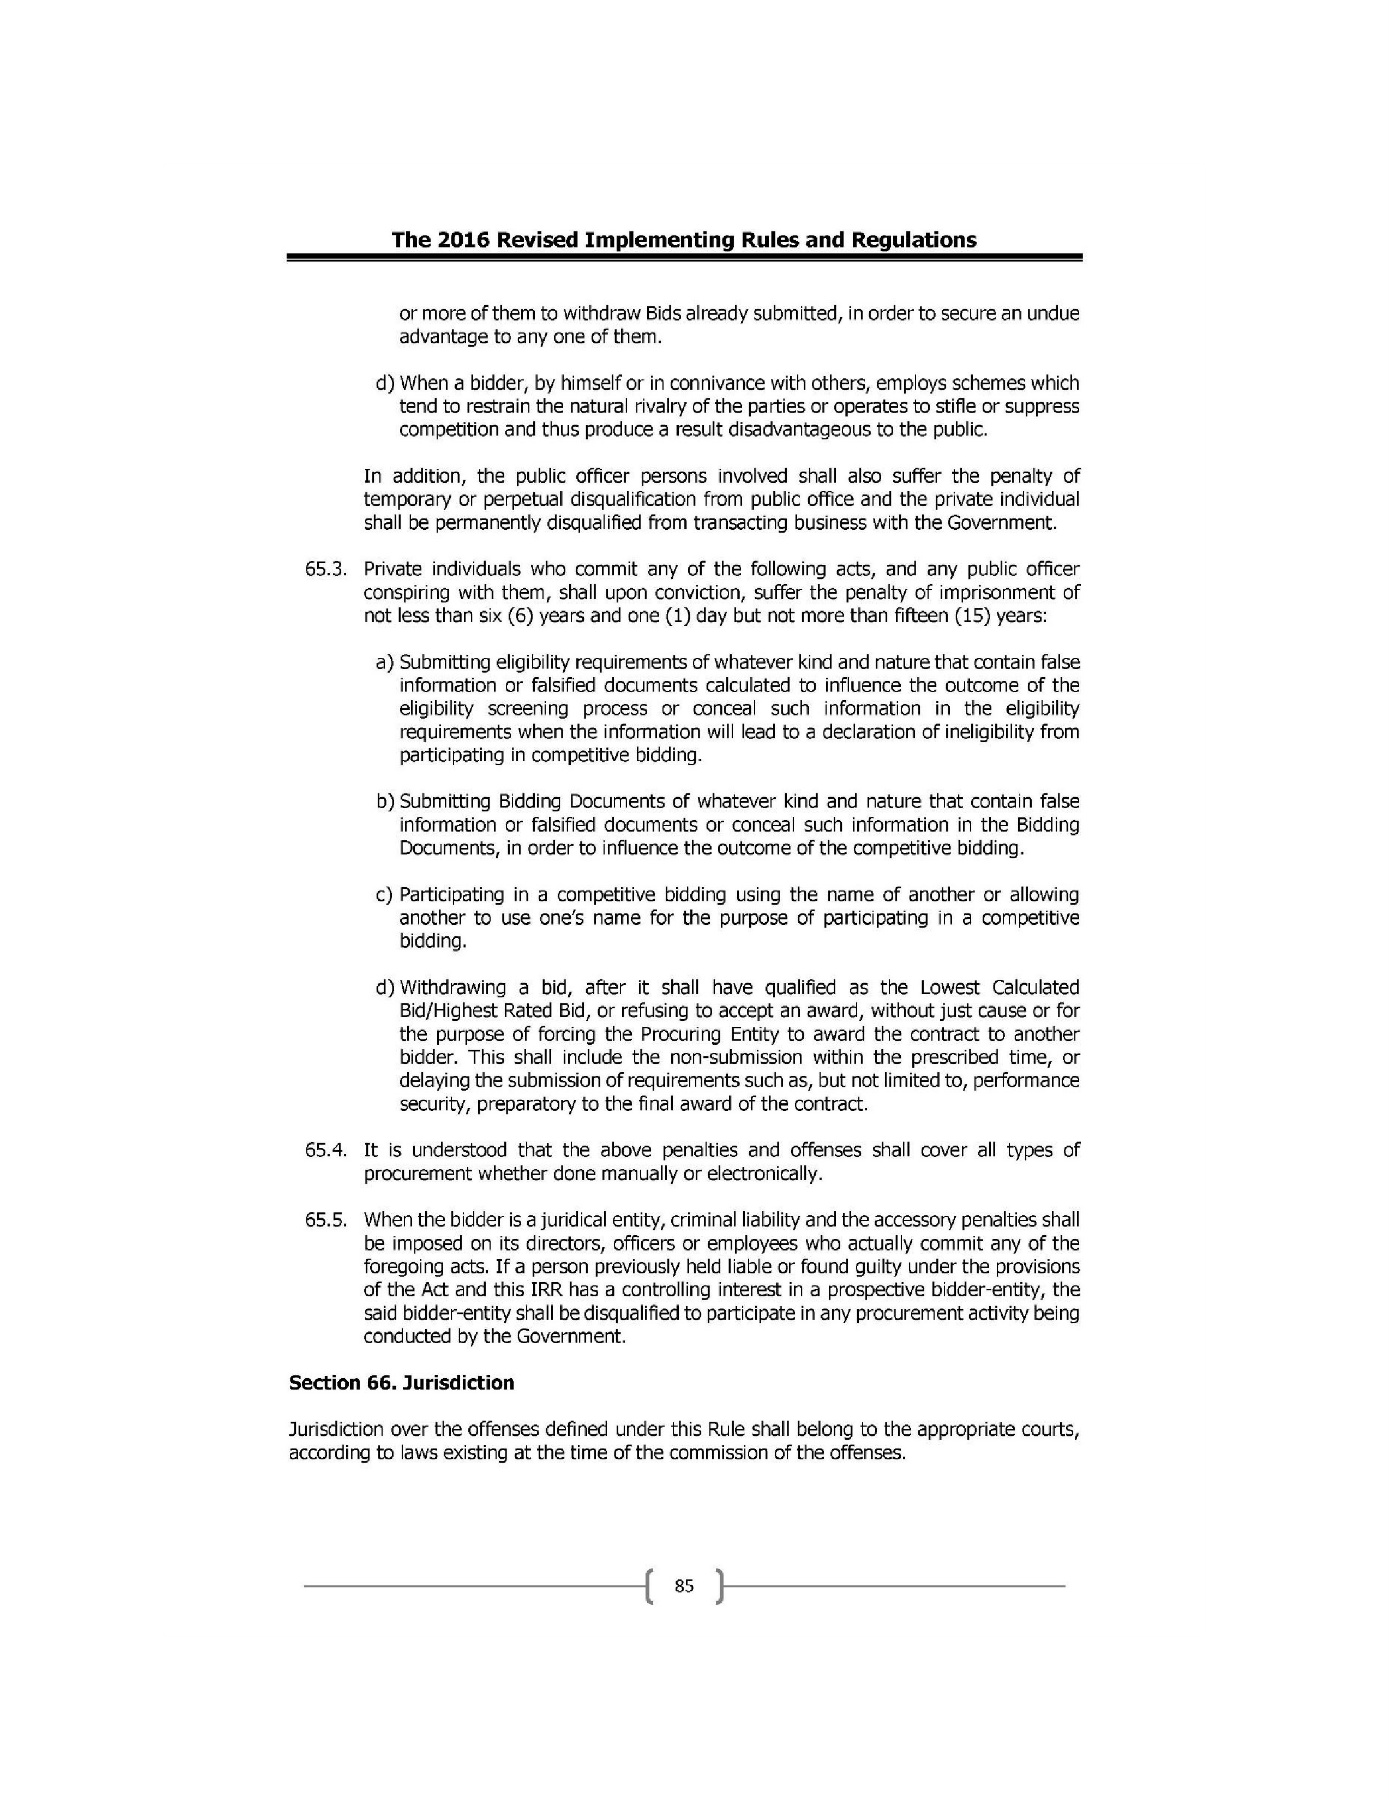 The 2016 Revised Implementing Rules and Regulations
or more of them to withdraw Bids already submitted, in order to secure an undue
advantage to any one of them.
d) When a bidder, by himself or in connivance with others, employs schemes which
tend to restrain the natural rivalry of the parties or operates to stifle or suppress
competition and thus produce a result disadvantageous to the public.
In addition, the public officer persons involved shall also suffer the penalty of
temporary or perpetual disqualification from public office and the private individual
shall be permanently disqualified from transacting business with the Government.
65.3. Private individuals who commit any of the following acts, and any public officer
conspiring with them, shall upon conviction, suffer the penalty of imprisonment of
not less than six (6) years and one (1) day but not more than fifteen (15) years:
a) Submitting eligibility requirements of whatever kind and nature that contain false
information or falsified documents calculated to influence the outcome of the
eligibility screening process or conceal such information in the eligibility
requirements when the information will lead to a declaration of ineligibility from
participating in competitive bidding.
b) Submitting Bidding Documents of whatever kind and nature that contain false
information or falsified documents or conceal such information in the Bidding
Documents, in order to influence the outcome of the competitive bidding.
c) Participating in a competitive bidding using the name of another or allowing
another to use one's name for the purpose of participating in a competitive
bidding.
d) Withdrawing a bid, after it shall have qualified as the Lowest Calculated
Bid/Highest Rated Bid, or refusing to accept an award, without just cause or for
the purpose of forcing the Procuring Entity to award the contract to another
bidder. This shall include the non-submission within the prescribed time, or
delaying the submission of requirements such as, but not limited to, performance
security, preparatory to the final award of the contract.
65.4. It is understood that the above penalties and offenses shall cover all types of
procurement whether done manually or electronically.
65.5. When the bidder is a juridical entity, criminal liability and the accessory penalties shall
be imposed on its directors, officers or employees who actually commit any of the
foregoing acts. If a person previously held liable or found guilty under the provisions
of the Act and this IRR has a controlling interest in a prospective bidder-entity, the
said bidder-entity shall be disqualified to participate in any procurement activity being
conducted by the Government.
Section 66. Jurisdiction
Jurisdiction over the offenses defined under this Rule shall belong to the appropriate courts,
according to laws existing at the time of the commission of the offenses.
85